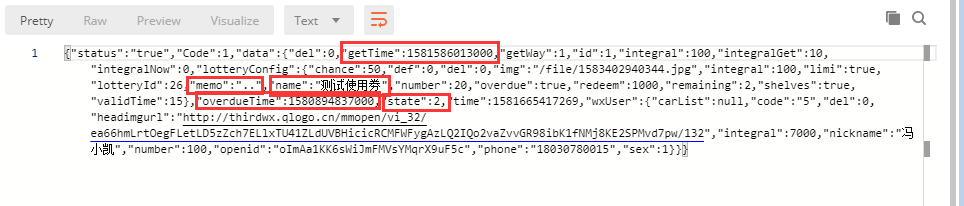 Pretty Raw Preview Visualize Text
1 {"status":"true","Code":1,"data":{"del":0,"getTime":1581586013000,"getWay":1,"id":1,"integral":100,"integralGet":10,
"integralNow":0,"lotteryConfig":{"chance":50,"def":0,"del":0,"img":"/file/1583402940344.jpg","integral":100,"limi":true,
"lotteryId":26,"memo":"..","name":"测试使用券","number":20,"overdue":true,"redeem":1000,"remaining":2,"shelves":true,
"validTime":15},"overdueTime":1580894837000,"state":2,"time":1581665417269,"wxUser":{"carList":null,"code":"5","del":0,
"headimgurl":"http://thirdwx.qlogo.cn/mmopen/vi_32/
ea66hmLrtOegFLetLD5zZch7EL1xTU41ZLdUVBHicicRCMFWFygAzLQ2IQo2vaZvvGR98ibK1fNMj8KE2SPMvd7pw/132","integral":7000,"nickname":"冯
小凯","number":100,"openid":"oImAa1KK6sWiJmFMVsYMqrX9uF5c","phone":"18030780015","sex":1}}}